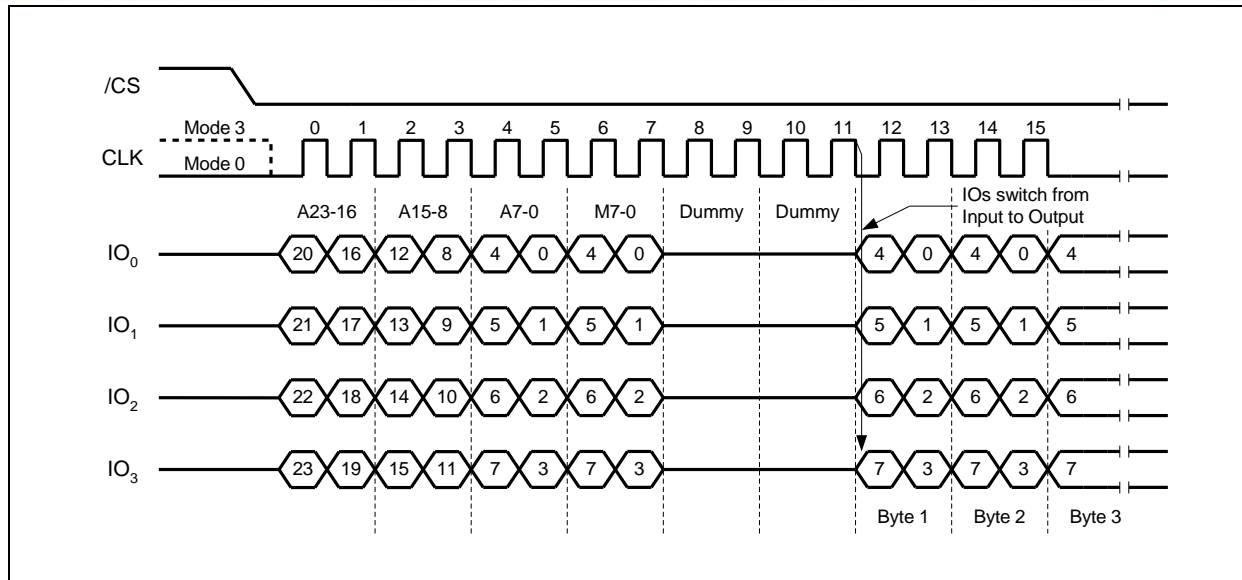 /CS
Mode 3 0 1 2 3 4 5 6 7 8 9 10 11 12 13 14 15
CLK
Mode 0
IOs switch from
Input to Output
A23-16 A15-8 A7-0 M7-0 Dummy Dummy
IO0 20 16 12 8 4 0 4 0 4 0 4 0 4
IO1 21 17 13 9 5 1 5 1 5 1 5 1 5
IO2 22 18 14 10 6 2 6 2 6 2 6 2 6
IO3 23 19 15 11 7 3 7 3 7 3 7 3 7
Byte 1 Byte 2 Byte 3